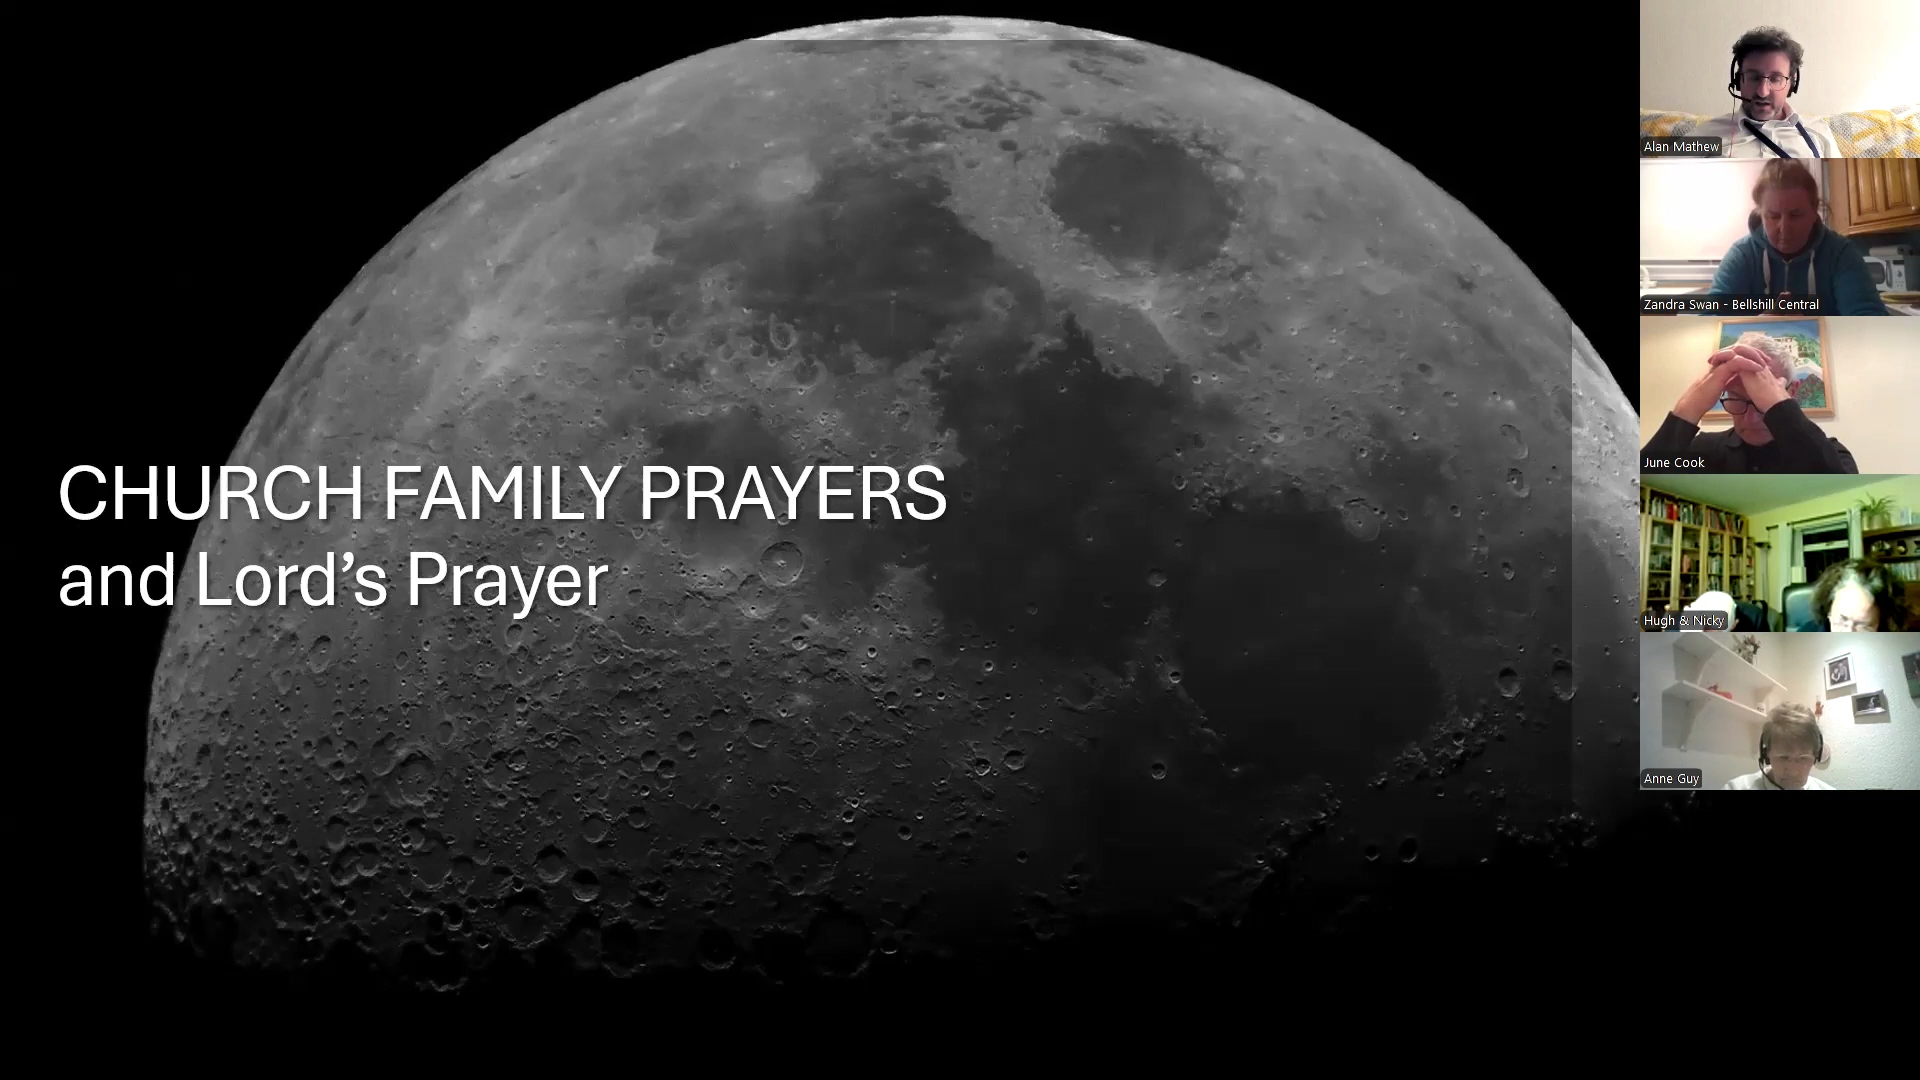 CHURCH FAMILY PRAYERS
and Lord’s Prayer
Alan Mathew
Zandra Swan - Bellshill Central
June Cook
Hugh & Nicky
Anne Guy